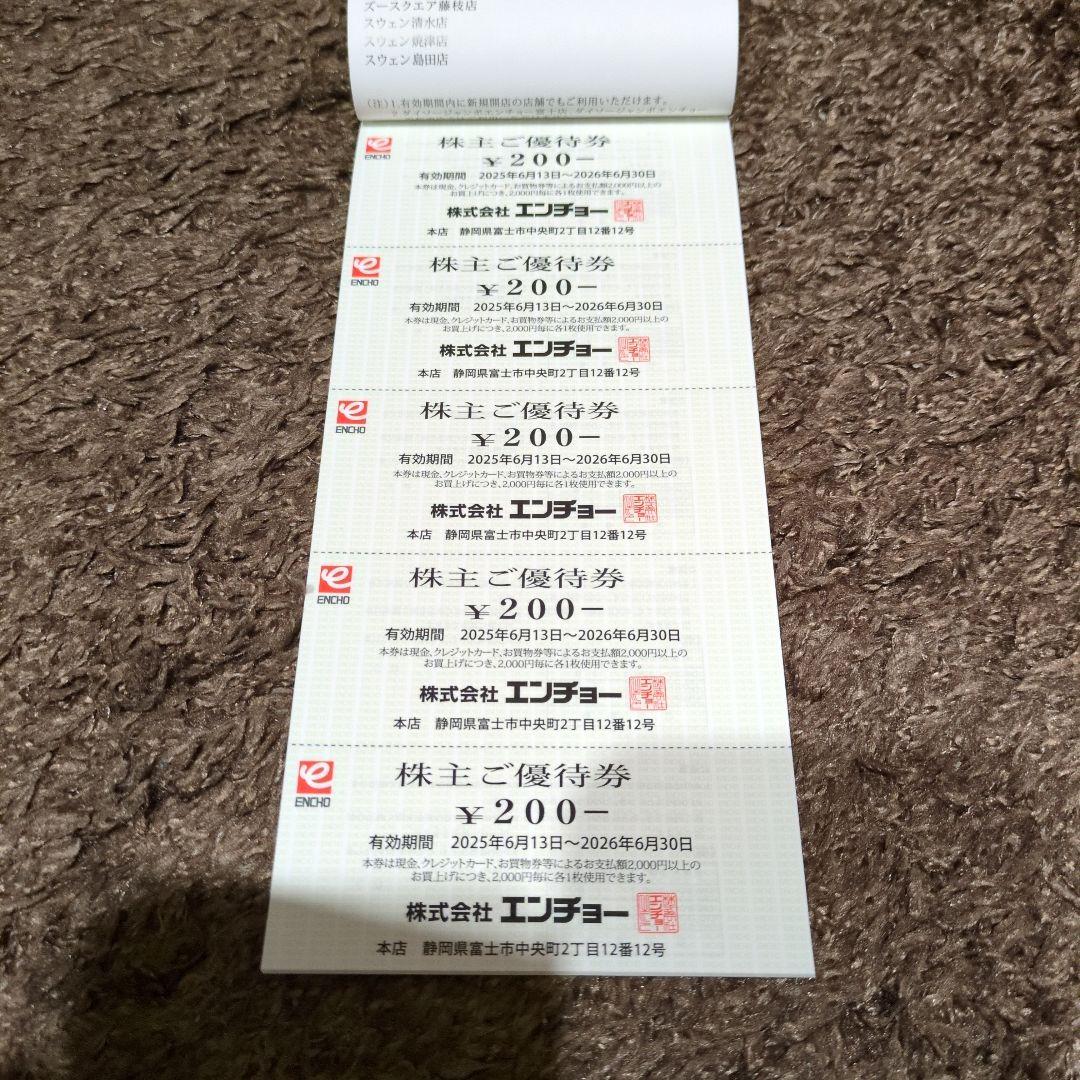 ズースクエア藤枝店
スウェン清水店
スウェン焼津店
スウェン島田店
(注)1.有効期間内に新規開店の店舗でもご利用いただけます。
ENCHO
株主ご優待券
¥200−
有効期間 2025年6月13日〜2026年6月30日
本券は現金、クレジットカード、お買物券等によるお支払額2,000円以上の
お買上げにつき、2,000円毎に各1枚使用できます。
株式会社 エンチョー
本店 静岡県富士市中央町2丁目12番12号
ENCHO
株主ご優待券
¥200−
有効期間 2025年6月13日〜2026年6月30日
本券は現金、クレジットカード、お買物券等によるお支払額2,000円以上の
お買上げにつき、2,000円毎に各1枚使用できます。
株式会社 エンチョー
本店 静岡県富士市中央町2丁目12番12号
ENCHO
株主ご優待券
¥200−
有効期間 2025年6月13日〜2026年6月30日
本券は現金、クレジットカード、お買物券等によるお支払額2,000円以上の
お買上げにつき、2,000円毎に各1枚使用できます。
株式会社 エンチョー
本店 静岡県富士市中央町2丁目12番12号
ENCHO
株主ご優待券
¥200−
有効期間 2025年6月13日〜2026年6月30日
本券は現金、クレジットカード、お買物券等によるお支払額2,000円以上の
お買上げにつき、2,000円毎に各1枚使用できます。
株式会社 エンチョー
本店 静岡県富士市中央町2丁目12番12号
ENCHO
株主ご優待券
¥200−
有効期間 2025年6月13日〜2026年6月30日
本券は現金、クレジットカード、お買物券等によるお支払額2,000円以上の
お買上げにつき、2,000円毎に各1枚使用できます。
株式会社 エンチョー
本店 静岡県富士市中央町2丁目12番12号